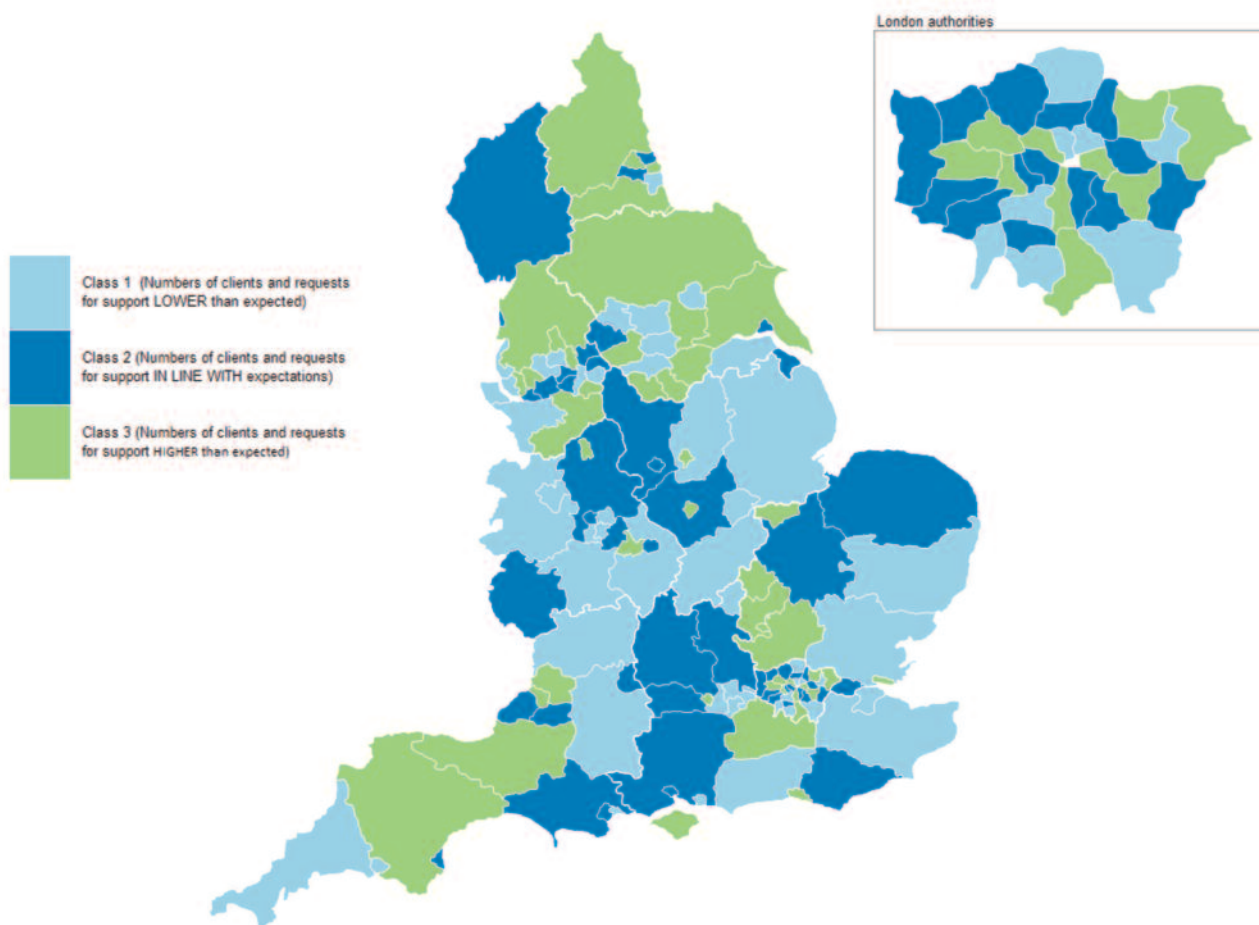 London authorities
Class 1 (Numbers of clients and requests
for support LOWER than expected)
Class 2 (Numbers of clients and requests
for support IN LINE WITH expectations)
Class 3 (Numbers of clients and requests
for support HIGHER than expected)